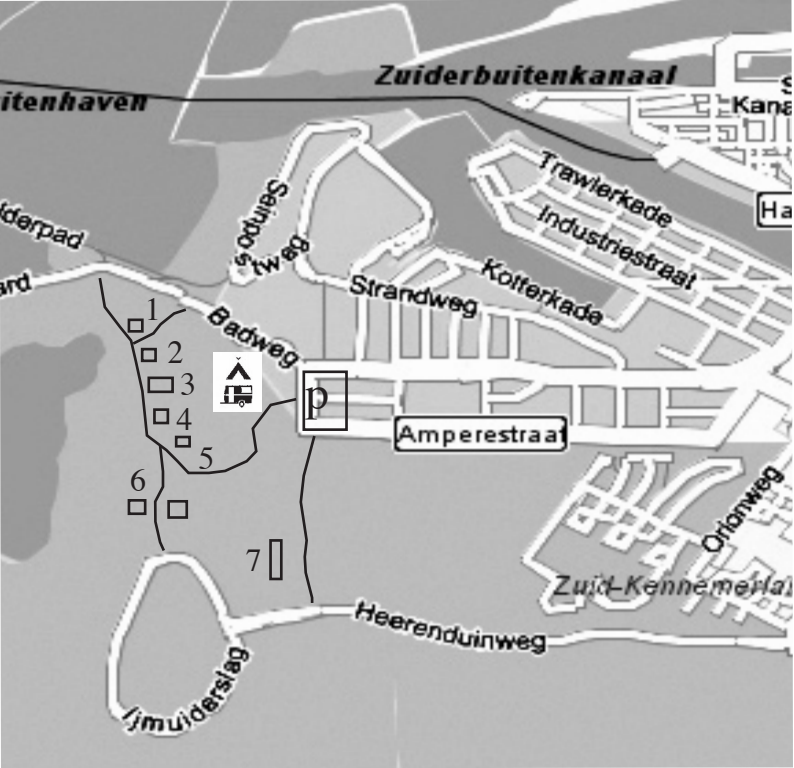 Zuiderbuitenkanaal
itenhaven
Kana
Ha
Trawlerkade
Industriestraat
Seinpos
tweg
lderpad
ard
Kotterkade
Strandweg
Badweg
1
2
3
4
5
6
7
p
Amperestraat
Orionweg
Zuid-Kennemerla
Heerenduinweg
Ijmuiderslag